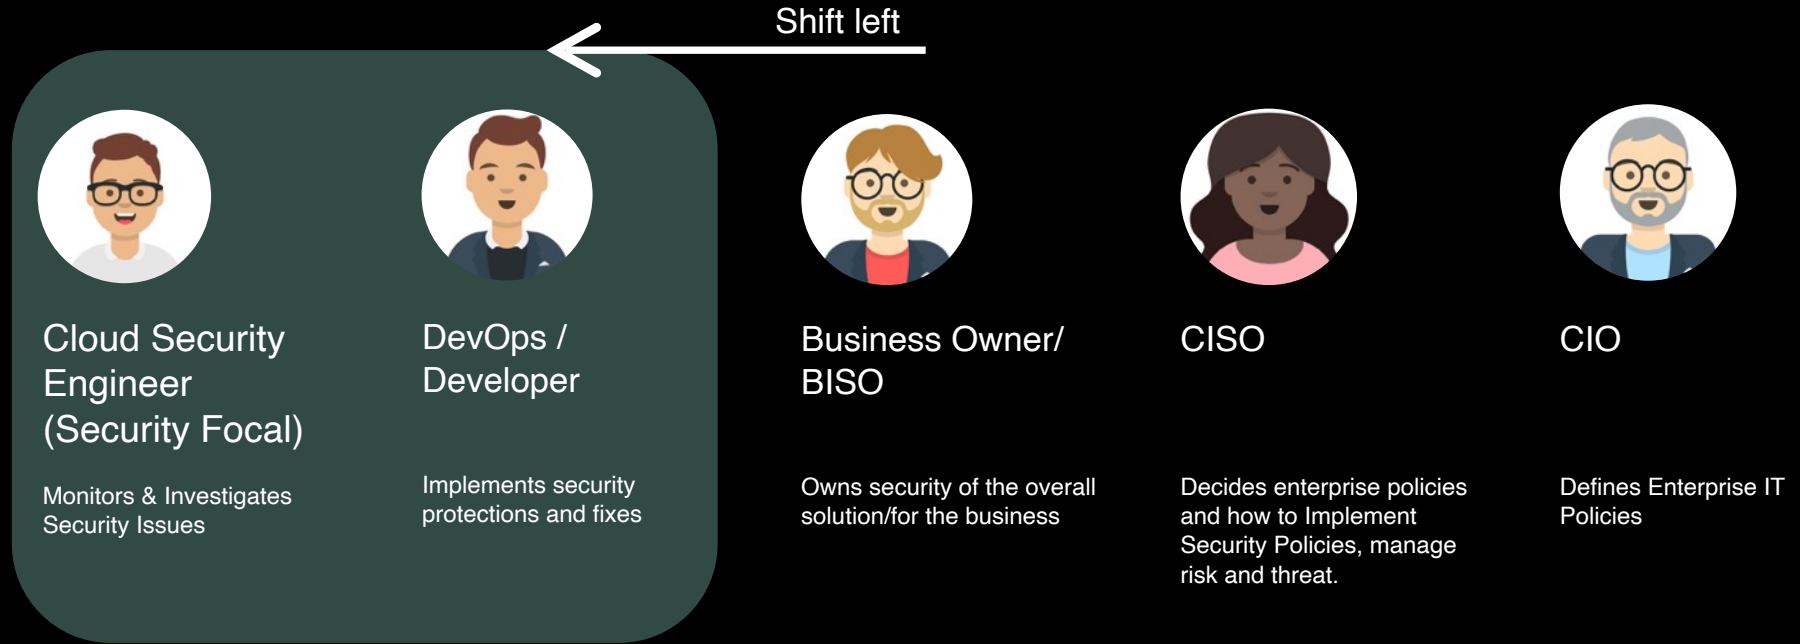 Shift left
Cloud Security
Engineer
(Security Focal)
Monitors & Investigates
Security Issues
DevOps /
Developer
Implements security
protections and fixes
Business Owner/
BISO
Owns security of the overall
solution/for the business
CISO
Decides enterprise policies
and how to Implement
Security Policies, manage
risk and threat.
CIO
Defines Enterprise IT
Policies